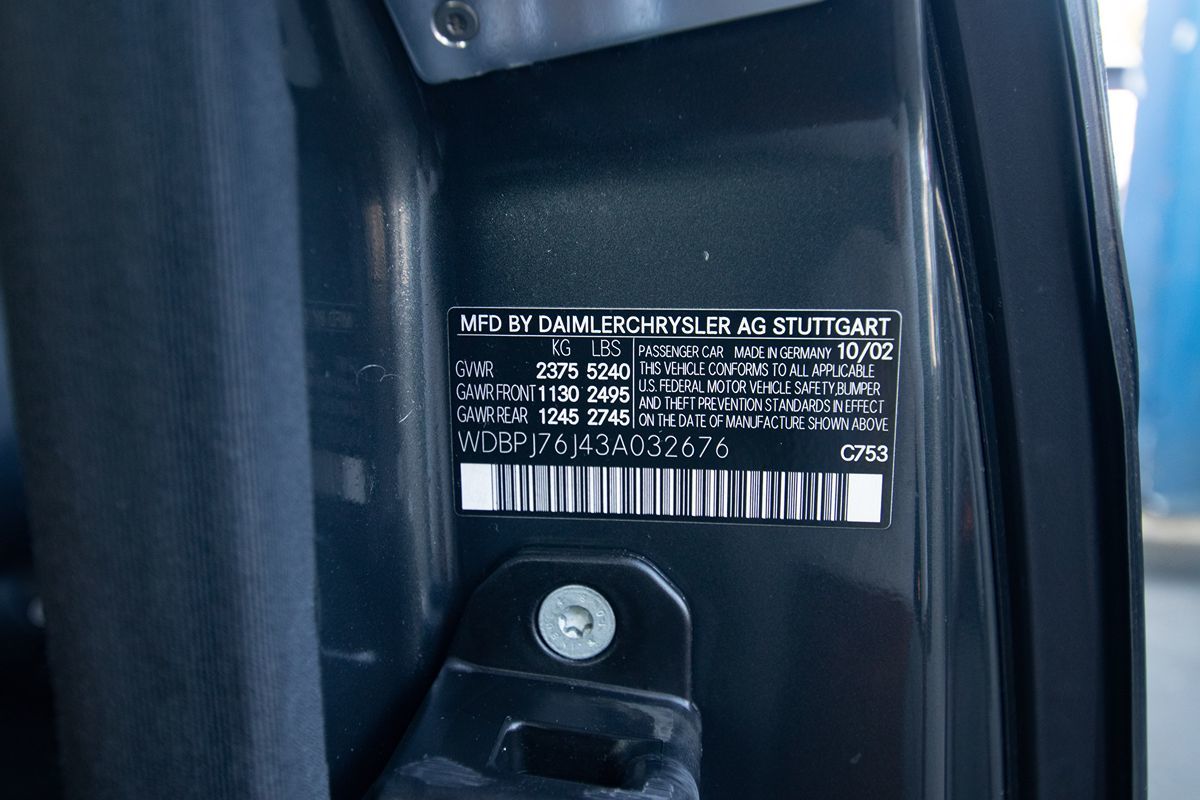 MFD BY DAIMLERCHRYSLER AG STUTTGART
KG LBS
GVWR 2375 5240
GAWR FRONT 1130 2495
GAWR REAR 1245 2745
PASSENGER CAR MADE IN GERMANY 10/02
THIS VEHICLE CONFORMS TO ALL APPLICABLE
U.S. FEDERAL MOTOR VEHICLE SAFETY,BUMPER
AND THEFT PREVENTION STANDARDS IN EFFECT
ON THE DATE OF MANUFACTURE SHOWN ABOVE
WDBPJ76J43A032676
C753